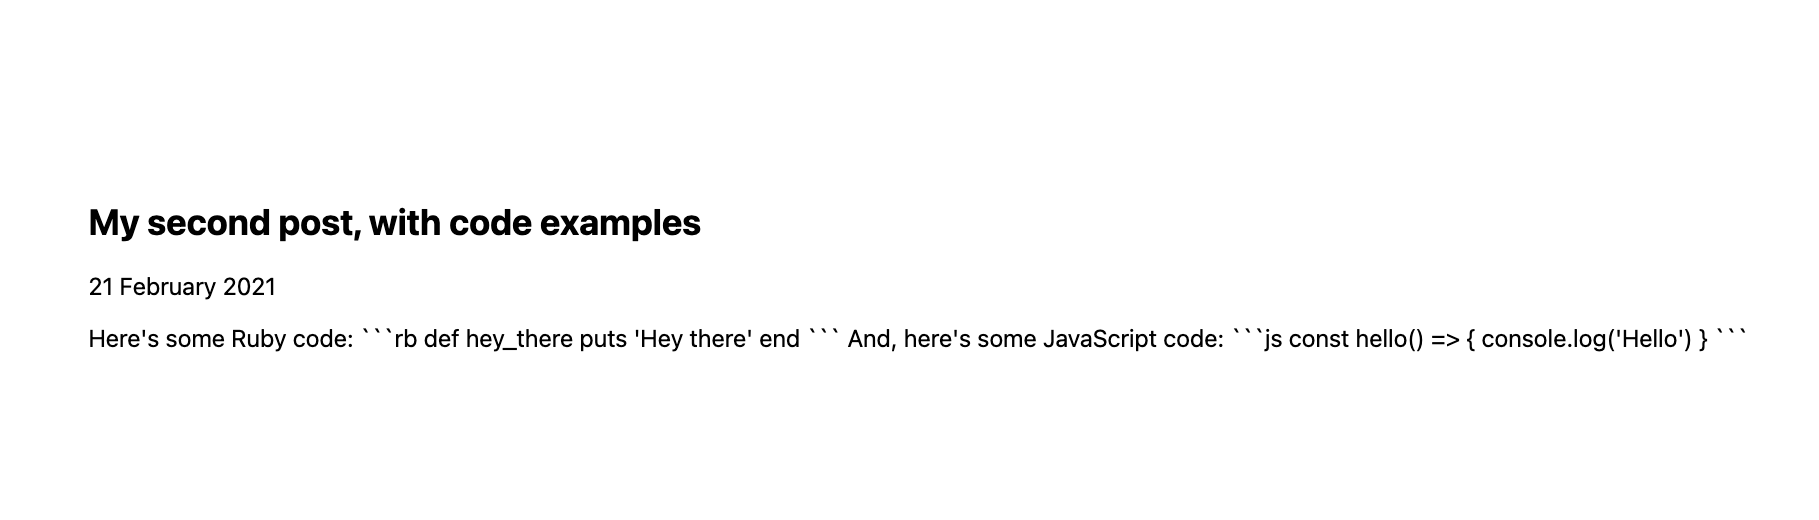 My second post, with code examples
21 February 2021
Here's some Ruby code: ```rb def hey_there puts 'Hey there' end ``` And, here's some JavaScript code: ```js const hello() => { console.log('Hello') } ```